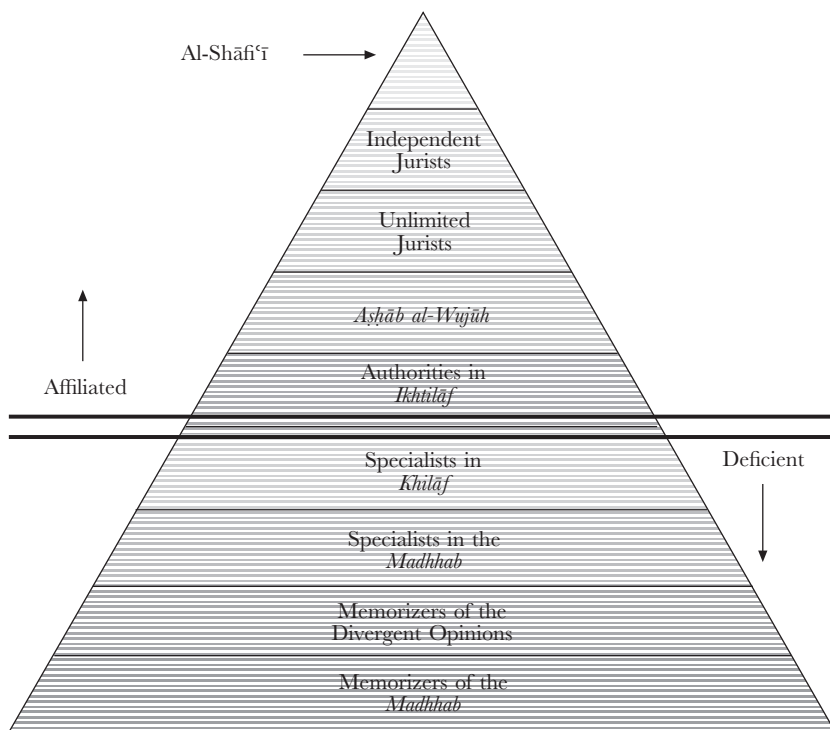 Al-Shāfiʿī
Independent
Jurists
Unlimited
Jurists
Aṣḥāb al-Wujūh
Affiliated
Authorities in
Ikhtilāf
Specialists in
Khilāf
Deficient
Specialists in the
Madhhab
Memorizers of the
Divergent Opinions
Memorizers of the
Madhhab